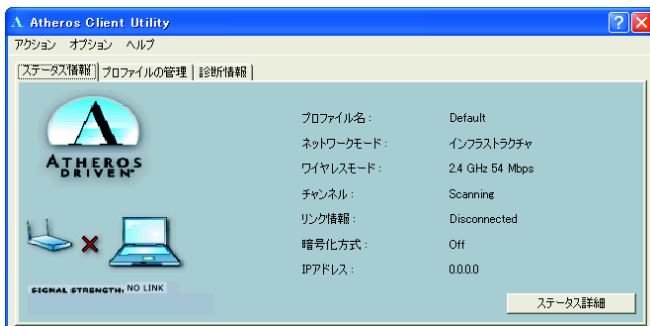 Atheros Client Utility
アクション オプション ヘルプ
ステータス情報 プロファイルの管理 診断情報
ATHEROS
DRIVEN
プロファイル名 : Default
ネットワークモード : インフラストラクチャ
ワイヤレスモード : 2.4 GHz 54 Mbps
チャンネル : Scanning
リンク情報 : Disconnected
暗号化方式 : Off
IPアドレス : 0.0.0.0
SIGNAL STRENGTH: NO LINK
ステータス詳細